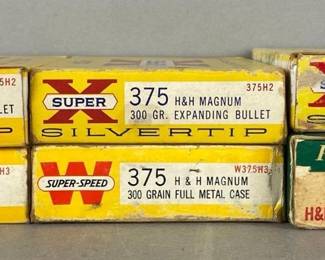 375H2
SUPER X
375 H&H MAGNUM
375H2
300 GR. EXPANDING BULLET
SILVERTIP
W
SUPER-SPEED
375 H & H MAGNUM
W375H3
300 GRAIN FULL METAL CASE
H&H